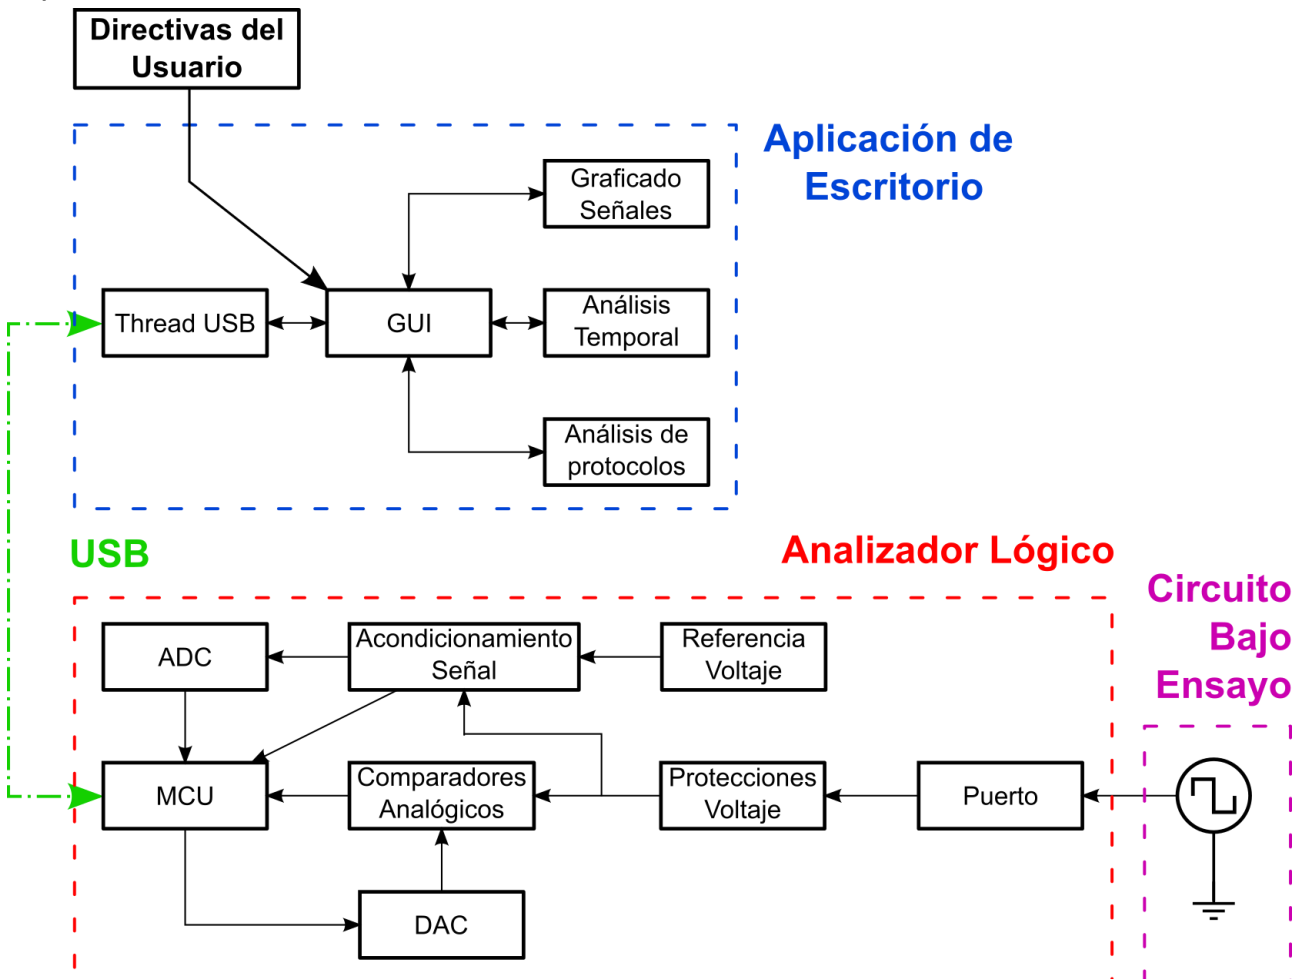 Directivas del
Usuario
Aplicación de
Escritorio
Graficado
Señales
Thread USB
GUI
Análisis
Temporal
Análisis de
protocolos
USB
Analizador Lógico
Circuito
Bajo
Ensayo
ADC
Acondicionamiento
Señal
Referencia
Voltaje
MCU
Comparadores
Analógicos
Protecciones
Voltaje
Puerto
DAC